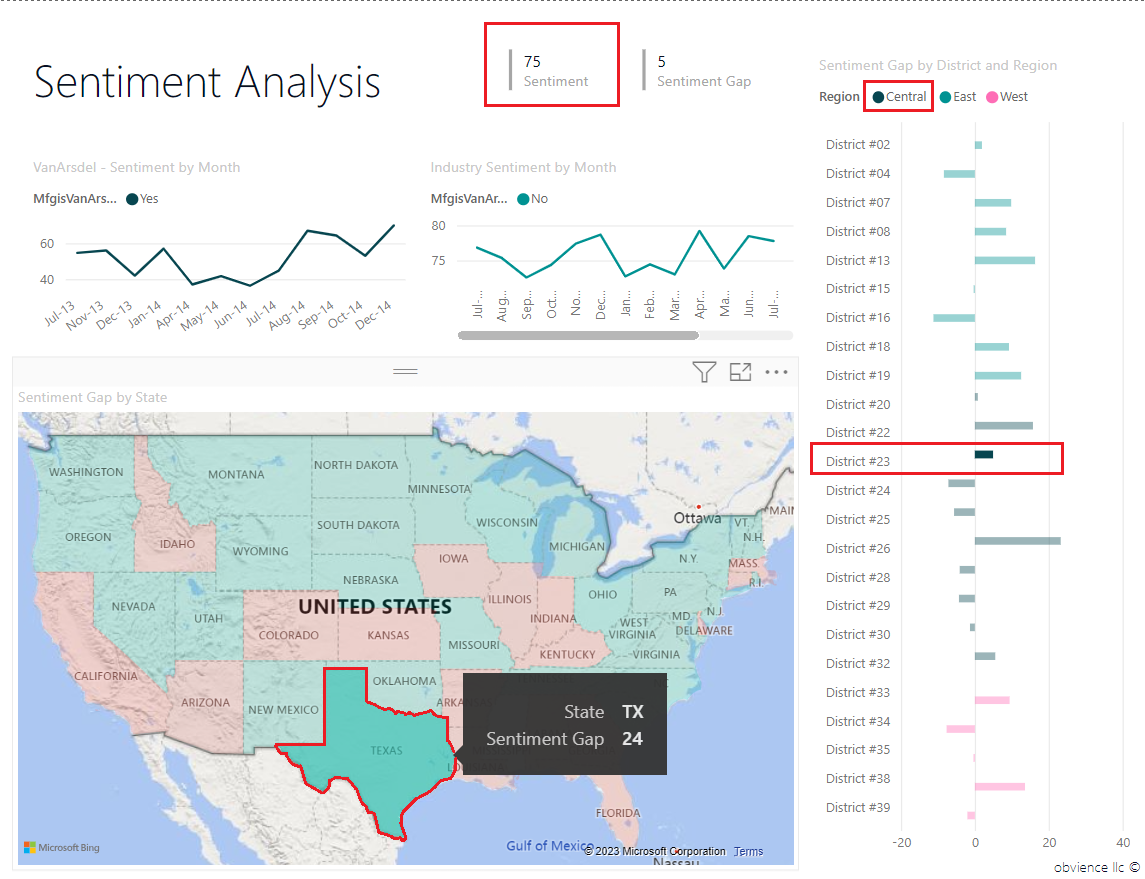 Sentiment Analysis
75
Sentiment
5
Sentiment Gap
VanArsdel - Sentiment by Month
MfgisVanArs... Yes
60
40
Jul-13 Nov-13 Dec-13 Jan-14 Apr-14 May-14 Jun-14 Jul-14 Aug-14 Sep-14 Oct-14 Dec-14
Industry Sentiment by Month
MfgisVanAr... No
80
75
Jul-... Aug... Sep... Oct... No... Dec... Jan... Feb... Mar... Apr... Ma... Jun... Jul-...
Sentiment Gap by State
WASHINGTON
MONTANA
NORTH DAKOTA
MINNESOTA
OREGON
IDAHO
WYOMING
SOUTH DAKOTA
WISCONSIN
MICHIGAN
Ottawa
MAIN
VT.
N.H.
N.Y.
MASS.
R.I.
IOWA
NEBRASKA
NEVADA
UTAH
UNITED STATES
COLORADO
KANSAS
ILLINOIS
INDIANA
OHIO
PA
N.J
MD
DELAWARE
WEST
VIRGINIA
VIRGINIA
MISSOURI
KENTUCKY
CALIFORNIA
ARIZONA
NEW MEXICO
OKLAHOMA
TEXAS
State TX
Sentiment Gap 24
FLORIDA
Gulf of Mexico
Nassau
Microsoft Bing
© 2023 Microsoft Corporation Terms
Sentiment Gap by District and Region
Region Central East West
District #02
District #04
District #07
District #08
District #13
District #15
District #16
District #18
District #19
District #20
District #22
District #23
District #24
District #25
District #26
District #28
District #29
District #30
District #32
District #33
District #34
District #35
District #38
District #39
-20 0 20 40
obvience llc ©